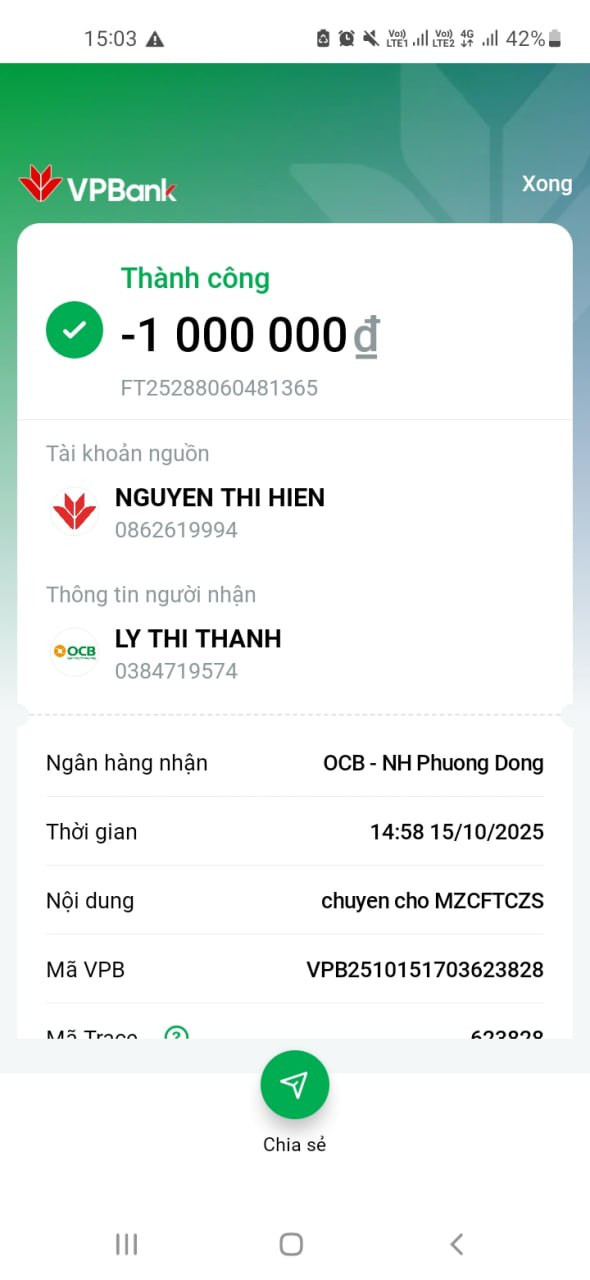 15:03
Vo)) LTE1 Vo)) LTE2 4G 42%
VPBank
Xong
Thành công
-1 000 000 đ
FT25288060481365
Tài khoản nguồn
NGUYEN THI HIEN
0862619994
Thông tin người nhận
OCB
LY THI THANH
0384719574
Ngân hàng nhận OCB - NH Phuong Dong
Thời gian 14:58 15/10/2025
Nội dung chuyen cho MZCFTCZS
Mã VPB VPB2510151703623828
Mã Trace ? 623828
Chia sẻ